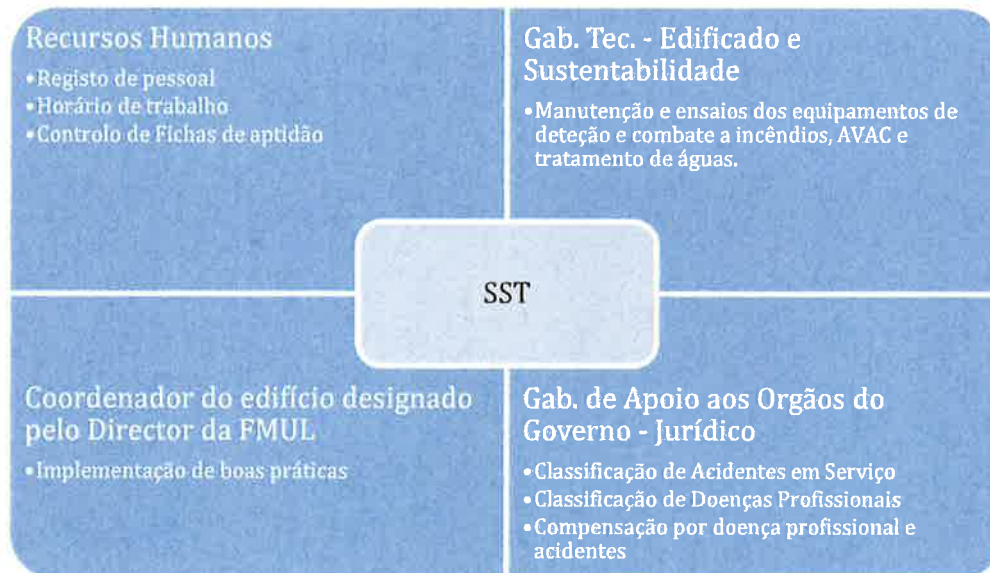 Recursos Humanos
•Registo de pessoal
•Horário de trabalho
•Controlo de Fichas de aptidão
Gab. Tec. - Edificado e
Sustentabilidade
•Manutenção e ensaios dos equipamentos de
deteção e combate a incêndios, AVAC e
tratamento de águas.
SST
Coordenador do edifício designado
pelo Director da FMUL
•Implementação de boas práticas
Gab. de Apoio aos Orgãos do
Governo - Jurídico
•Classificação de Acidentes em Serviço
•Classificação de Doenças Profissionais
•Compensação por doença profissional e
acidentes